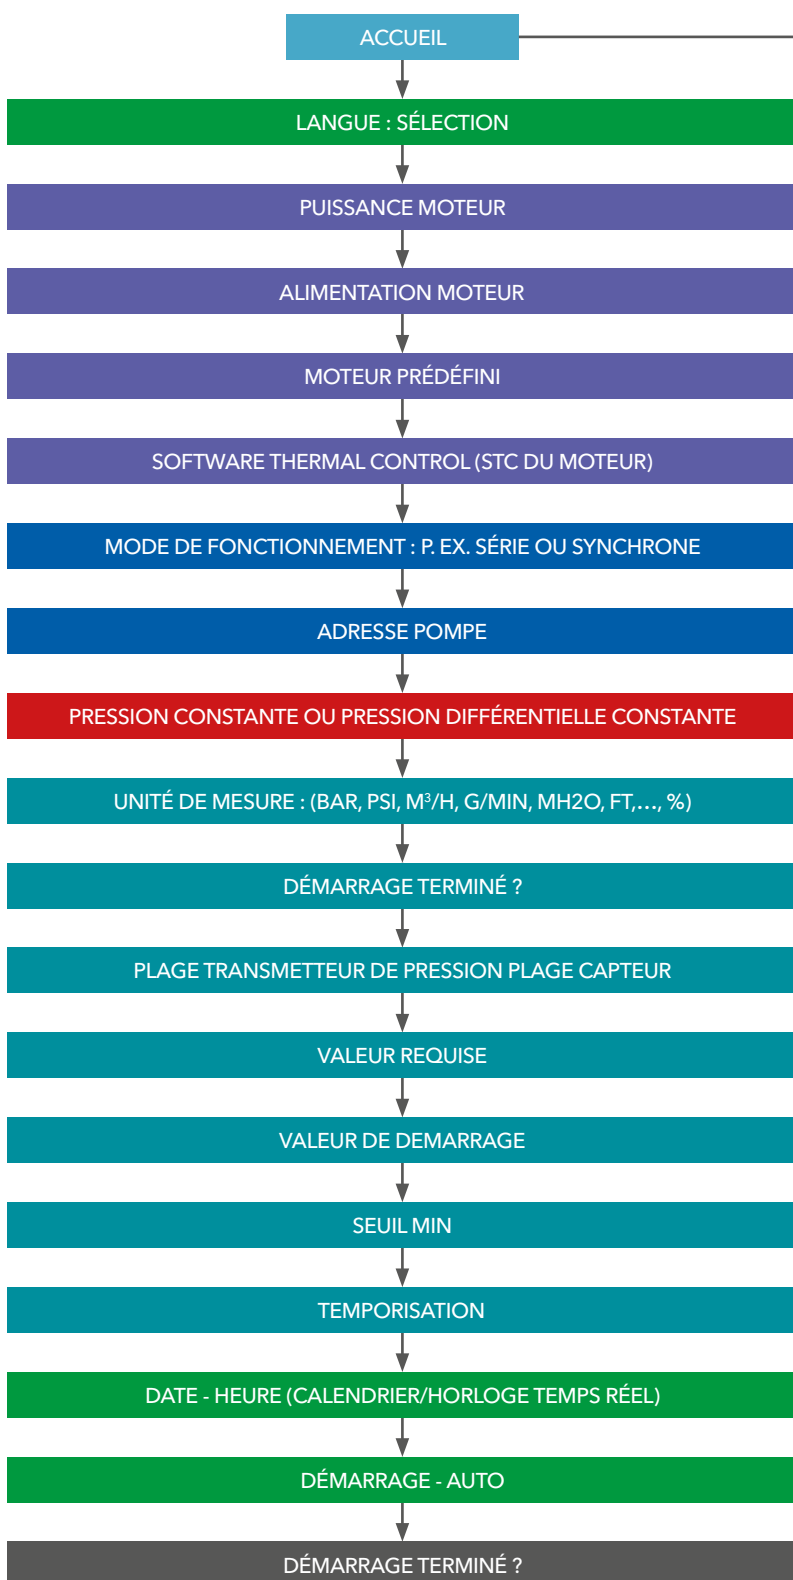 ACCUEIL
LANGUE : SÉLECTION
PUISSANCE MOTEUR
ALIMENTATION MOTEUR
MOTEUR PRÉDÉFINI
SOFTWARE THERMAL CONTROL (STC DU MOTEUR)
MODE DE FONCTIONNEMENT : P. EX. SÉRIE OU SYNCHRONE
ADRESSE POMPE
PRESSION CONSTANTE OU PRESSION DIFFÉRENTIELLE CONSTANTE
UNITÉ DE MESURE : (BAR, PSI, M³/H, G/MIN, MH2O, FT,…, %)
DÉMARRAGE TERMINÉ ?
PLAGE TRANSMETTEUR DE PRESSION PLAGE CAPTEUR
VALEUR REQUISE
VALEUR DE DEMARRAGE
SEUIL MIN
TEMPORISATION
DATE - HEURE (CALENDRIER/HORLOGE TEMPS RÉEL)
DÉMARRAGE - AUTO
DÉMARRAGE TERMINÉ ?